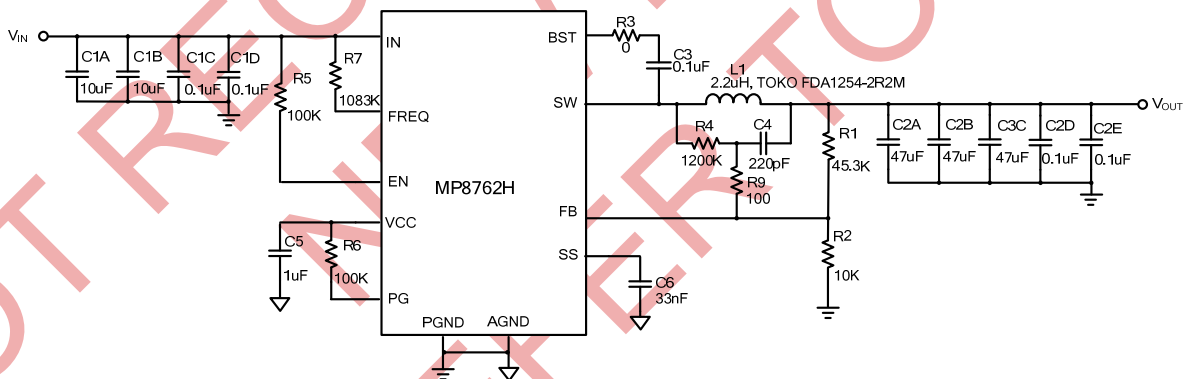 VIN
C1A
10uF
C1B
10uF
C1C
0.1uF
C1D
0.1uF
R5
100K
R7
1083K
IN
FREQ
EN
VCC
PG
PGND
AGND
MP8762H
BST
SW
FB
SS
C5
1uF
R6
100K
R3
0
C3
0.1uF
L1
2.2uH, TOKO FDA1254-2R2M
R4
1200K
C4
220pF
R9
100
R1
45.3K
R2
10K
C6
33nF
C2A
47uF
C2B
47uF
C3C
47uF
C2D
0.1uF
C2E
0.1uF
VOUT